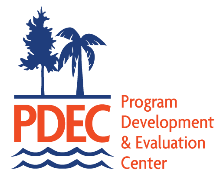 PDEC
Program
Development
& Evaluation
Center